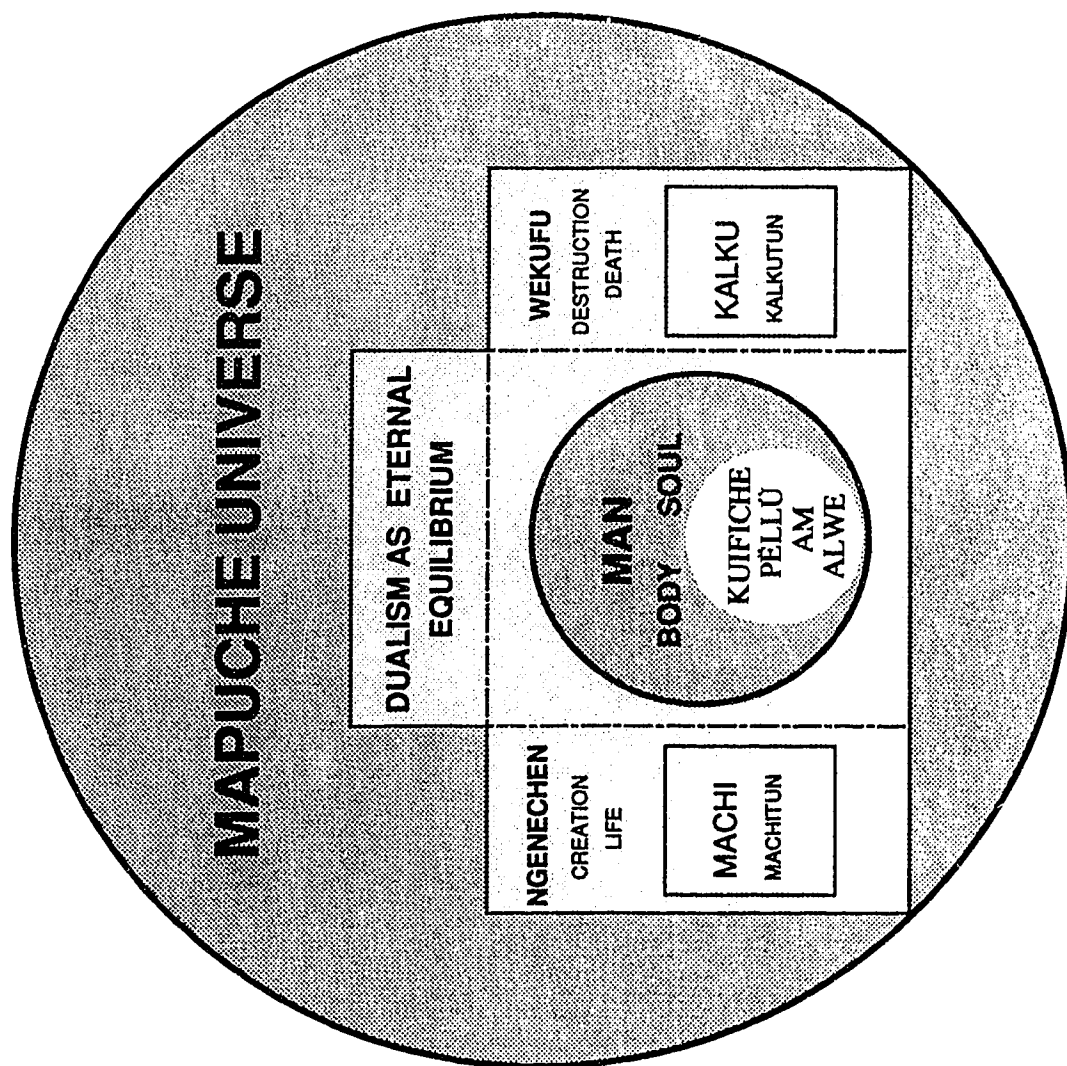 MAPUCHE UNIVERSE
DUALISM AS ETERNAL
EQUILIBRIUM
NGENECHEN
CREATION
LIFE
MACHI
MACHITUN
MAN
BODY SOUL
KUIFICHE
PELLÜ
AM
ALWE
WEKUFU
DESTRUCTION
DEATH
KALKU
KALKUTUN